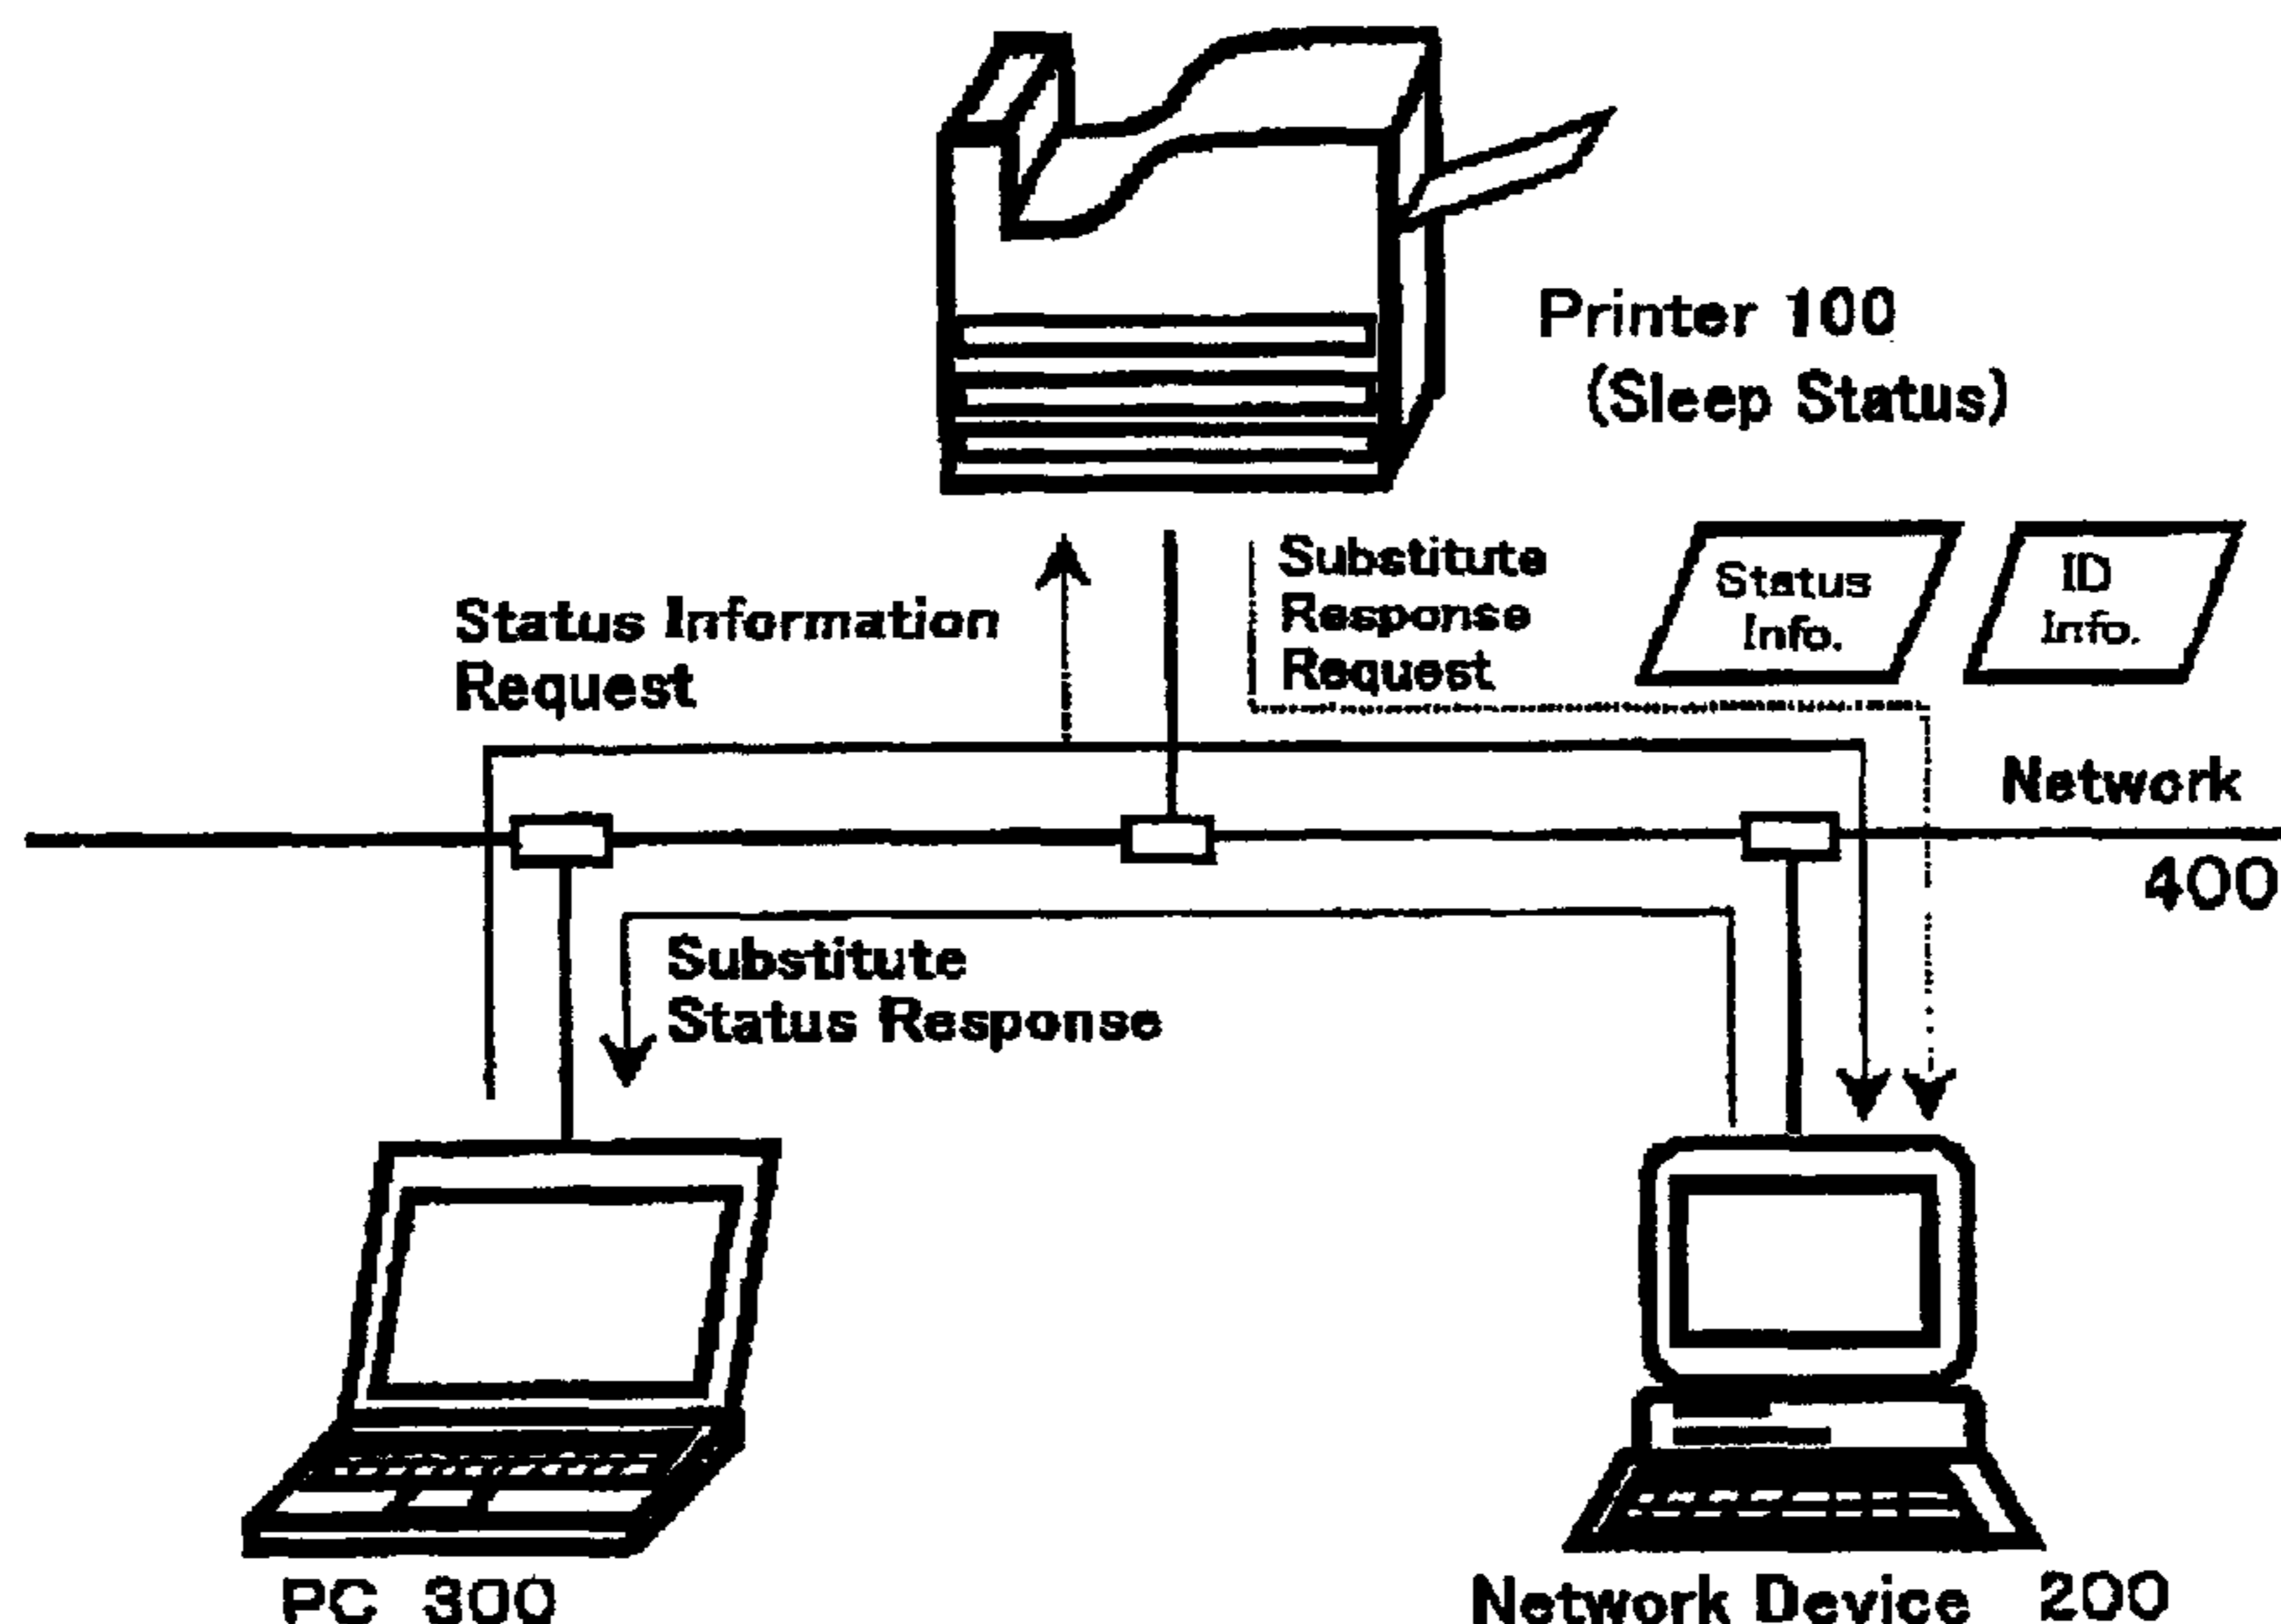 Printer 100
(Sleep Status)
Substitute
Response
Request
Status
Info.
ID
Info.
Status Information
Request
Network
400
Substitute
Status Response
PC 300
Network Device 200